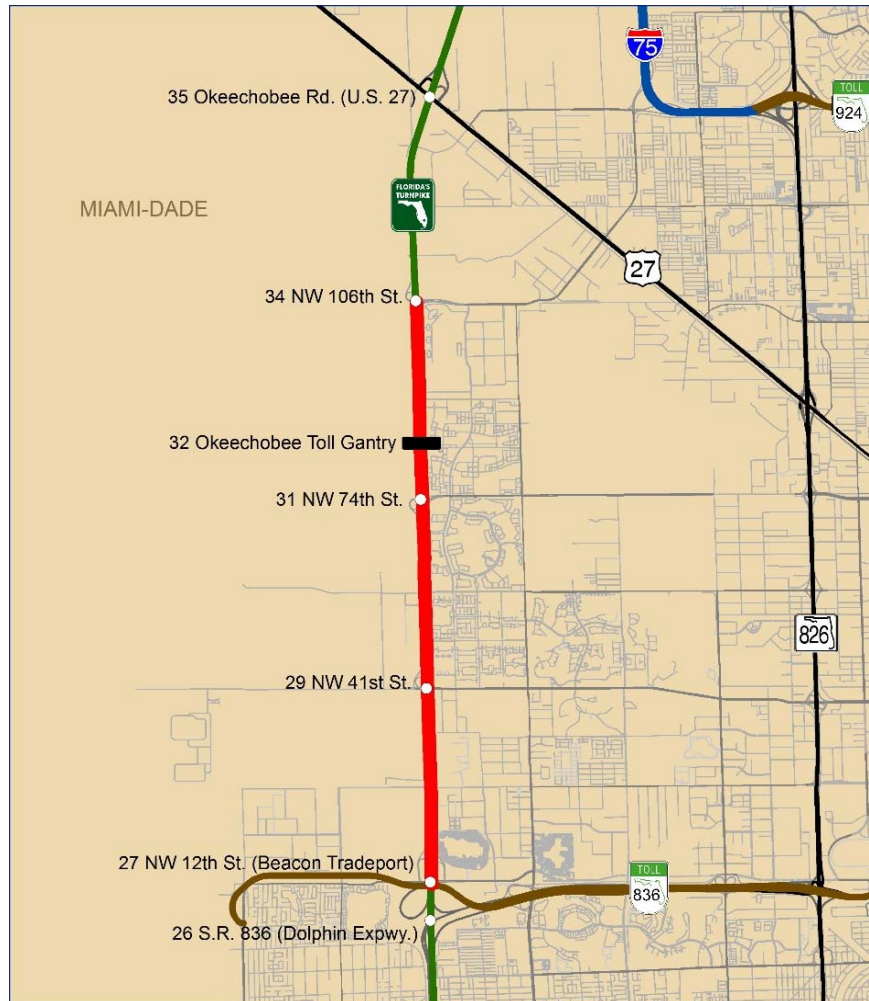 75
TOLL
924
35 Okeechobee Rd. (U.S. 27)
FLORIDA'S
TURNPIKE
MIAMI-DADE
27
34 NW 106th St.
32 Okeechobee Toll Gantry
31 NW 74th St.
826
29 NW 41st St.
27 NW 12th St. (Beacon Tradeport)
TOLL
836
26 S.R. 836 (Dolphin Expwy.)